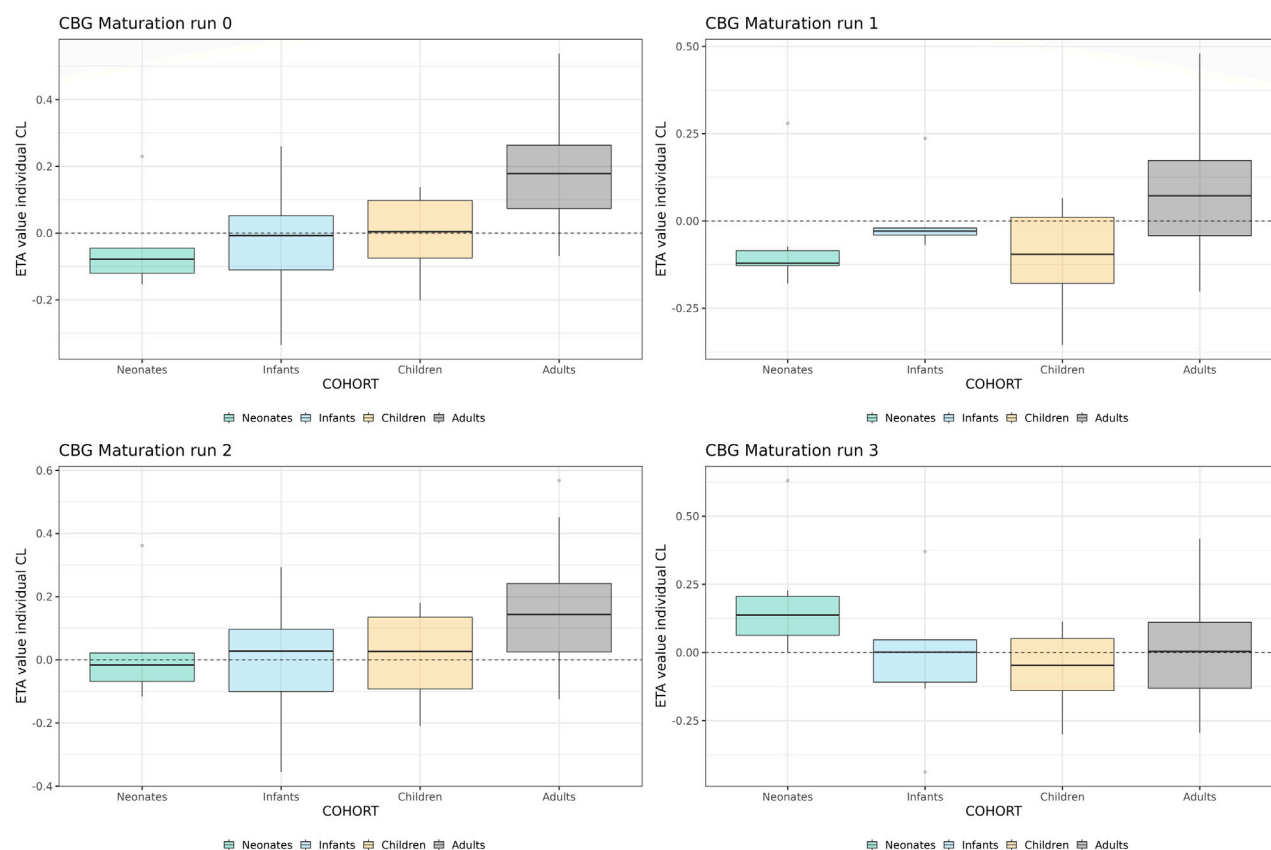 CBG Maturation run 0
ETA value individual CL
0.4
0.2
0.0
-0.2
Neonates Infants Children Adults
COHORT
Neonates Infants Children Adults
CBG Maturation run 1
ETA value individual CL
0.50
0.25
0.00
-0.25
Neonates Infants Children Adults
COHORT
Neonates Infants Children Adults
CBG Maturation run 2
ETA value individual CL
0.6
0.4
0.2
0.0
-0.2
-0.4
Neonates Infants Children Adults
COHORT
Neonates Infants Children Adults
CBG Maturation run 3
ETA vealue individual CL
0.50
0.25
0.00
-0.25
Neonates Infants Children Adults
COHORT
Neonates Infants Children Adults